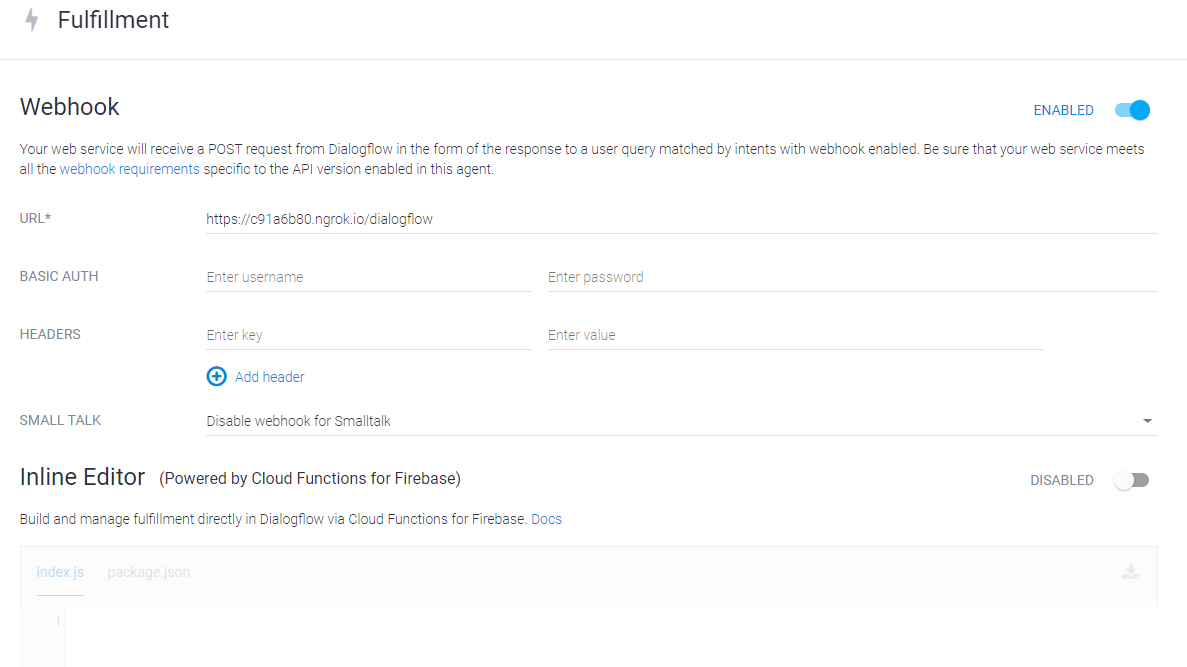 Fulfillment
Webhook
ENABLED
Your web service will receive a POST request from Dialogflow in the form of the response to a user query matched by intents with webhook enabled. Be sure that your web service meets
all the webhook requirements specific to the API version enabled in this agent.
URL* https://c91a6b80.ngrok.io/dialogflow
BASIC AUTH Enter username Enter password
HEADERS Enter key Enter value
Add header
SMALL TALK Disable webhook for Smalltalk
Inline Editor (Powered by Cloud Functions for Firebase) DISABLED
Build and manage fulfillment directly in Dialogflow via Cloud Functions for Firebase. Docs
index.js package.json
1